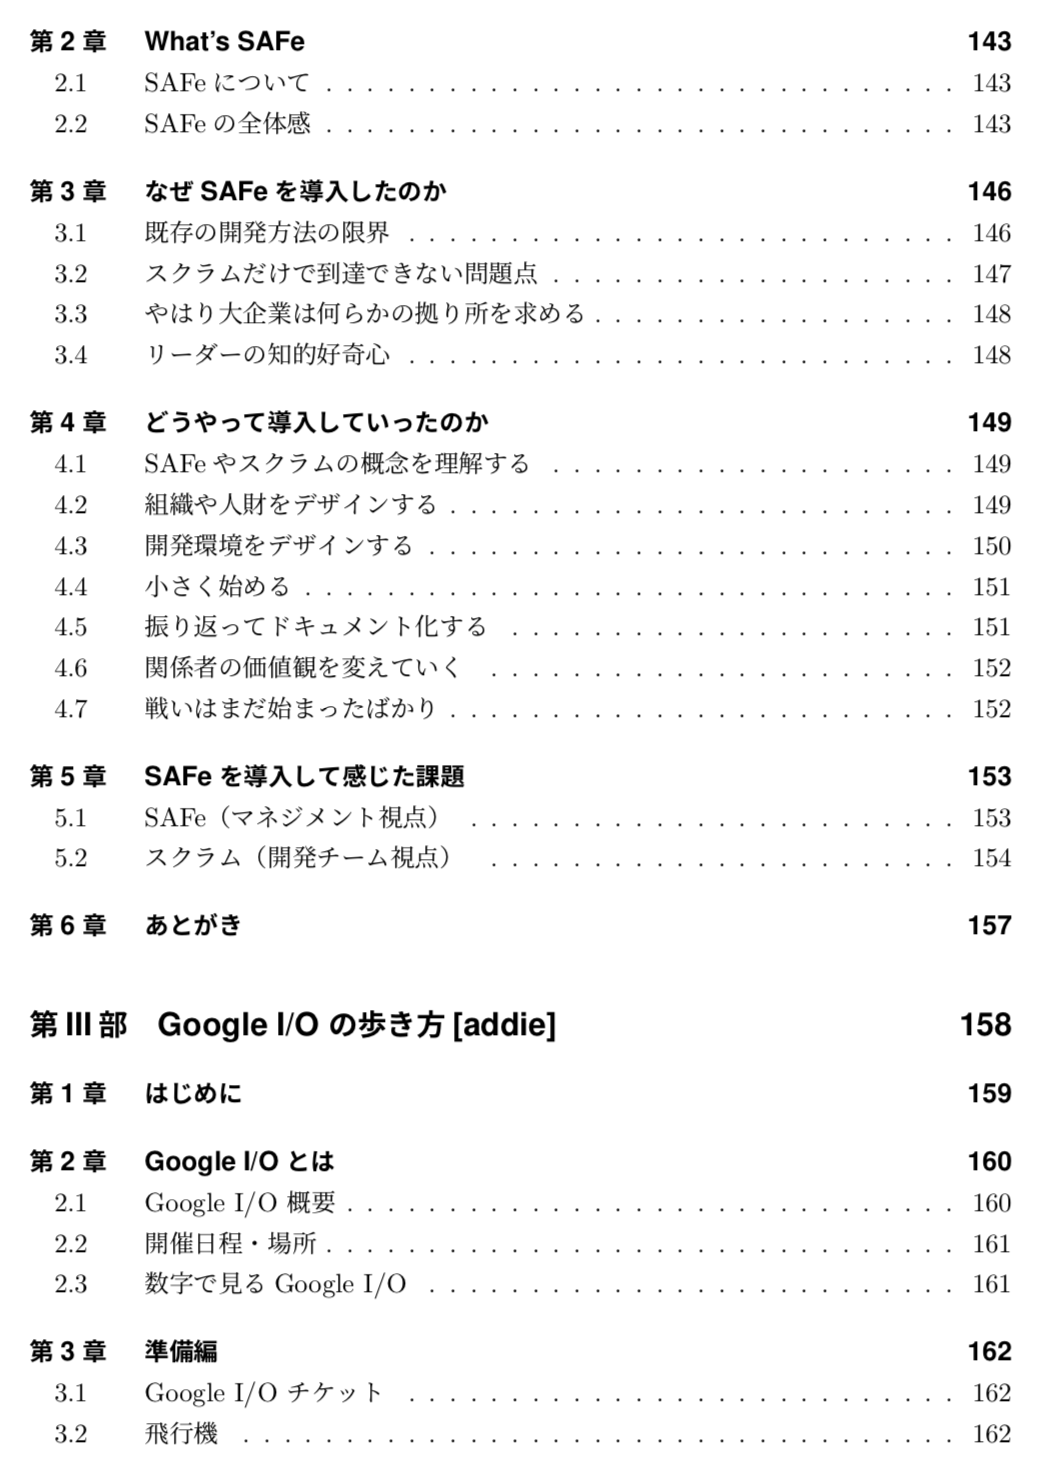 第 2 章 What's SAFe 143
2.1 SAFe について . . . . . . . . . . . . . . . . . . . . . . . . . . . . . . . 143
2.2 SAFe の全体感 . . . . . . . . . . . . . . . . . . . . . . . . . . . . . . . 143
第 3 章 なぜ SAFe を導入したのか 146
3.1 既存の開発方法の限界 . . . . . . . . . . . . . . . . . . . . . . . . . . . 146
3.2 スクラムだけで到達できない問題点 . . . . . . . . . . . . . . . . . . . . 147
3.3 やはり大企業は何らかの拠り所を求める . . . . . . . . . . . . . . . . . . 148
3.4 リーダーの知的好奇心 . . . . . . . . . . . . . . . . . . . . . . . . . . . 148
第 4 章 どうやって導入していったのか 149
4.1 SAFe やスクラムの概念を理解する . . . . . . . . . . . . . . . . . . . . 149
4.2 組織や人財をデザインする . . . . . . . . . . . . . . . . . . . . . . . . . 149
4.3 開発環境をデザインする . . . . . . . . . . . . . . . . . . . . . . . . . . 150
4.4 小さく始める . . . . . . . . . . . . . . . . . . . . . . . . . . . . . . . . 151
4.5 振り返ってドキュメント化する . . . . . . . . . . . . . . . . . . . . . . 151
4.6 関係者の価値観を変えていく . . . . . . . . . . . . . . . . . . . . . . . 152
4.7 戦いはまだ始まったばかり . . . . . . . . . . . . . . . . . . . . . . . . . 152
第 5 章 SAFe を導入して感じた課題 153
5.1 SAFe（マネジメント視点） . . . . . . . . . . . . . . . . . . . . . . . . 153
5.2 スクラム（開発チーム視点） . . . . . . . . . . . . . . . . . . . . . . . 154
第 6 章 あとがき 157
第 III 部 Google I/O の歩き方 [addie] 158
第 1 章 はじめに 159
第 2 章 Google I/O とは 160
2.1 Google I/O 概要 . . . . . . . . . . . . . . . . . . . . . . . . . . . . . . 160
2.2 開催日程・場所 . . . . . . . . . . . . . . . . . . . . . . . . . . . . . . . 161
2.3 数字で見る Google I/O . . . . . . . . . . . . . . . . . . . . . . . . . . 161
第 3 章 準備編 162
3.1 Google I/O チケット . . . . . . . . . . . . . . . . . . . . . . . . . . . 162
3.2 飛行機 . . . . . . . . . . . . . . . . . . . . . . . . . . . . . . . . . . . 162